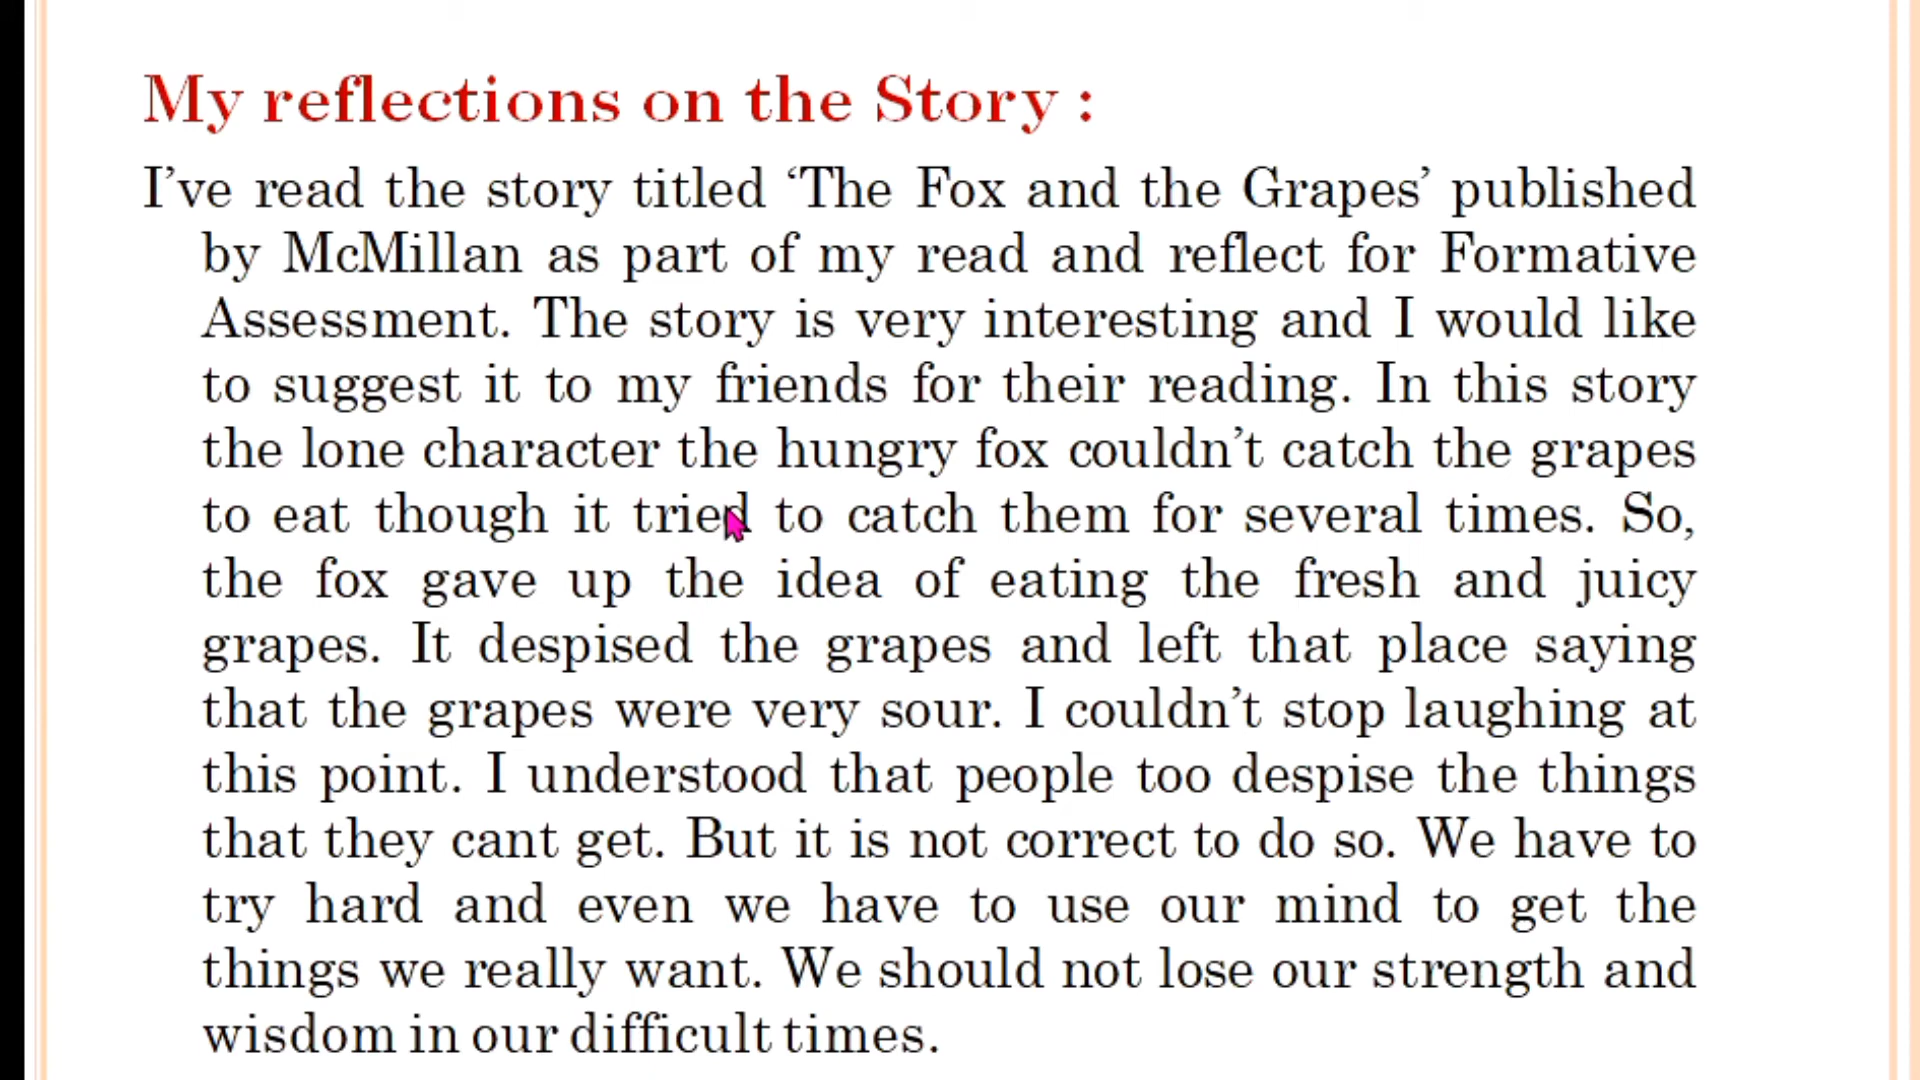 My reflections on the Story :
I’ve read the story titled ‘The Fox and the Grapes’ published
by McMillan as part of my read and reflect for Formative
Assessment. The story is very interesting and I would like
to suggest it to my friends for their reading. In this story
the lone character the hungry fox couldn’t catch the grapes
to eat though it tried to catch them for several times. So,
the fox gave up the idea of eating the fresh and juicy
grapes. It despised the grapes and left that place saying
that the grapes were very sour. I couldn’t stop laughing at
this point. I understood that people too despise the things
that they cant get. But it is not correct to do so. We have to
try hard and even we have to use our mind to get the
things we really want. We should not lose our strength and
wisdom in our difficult times.